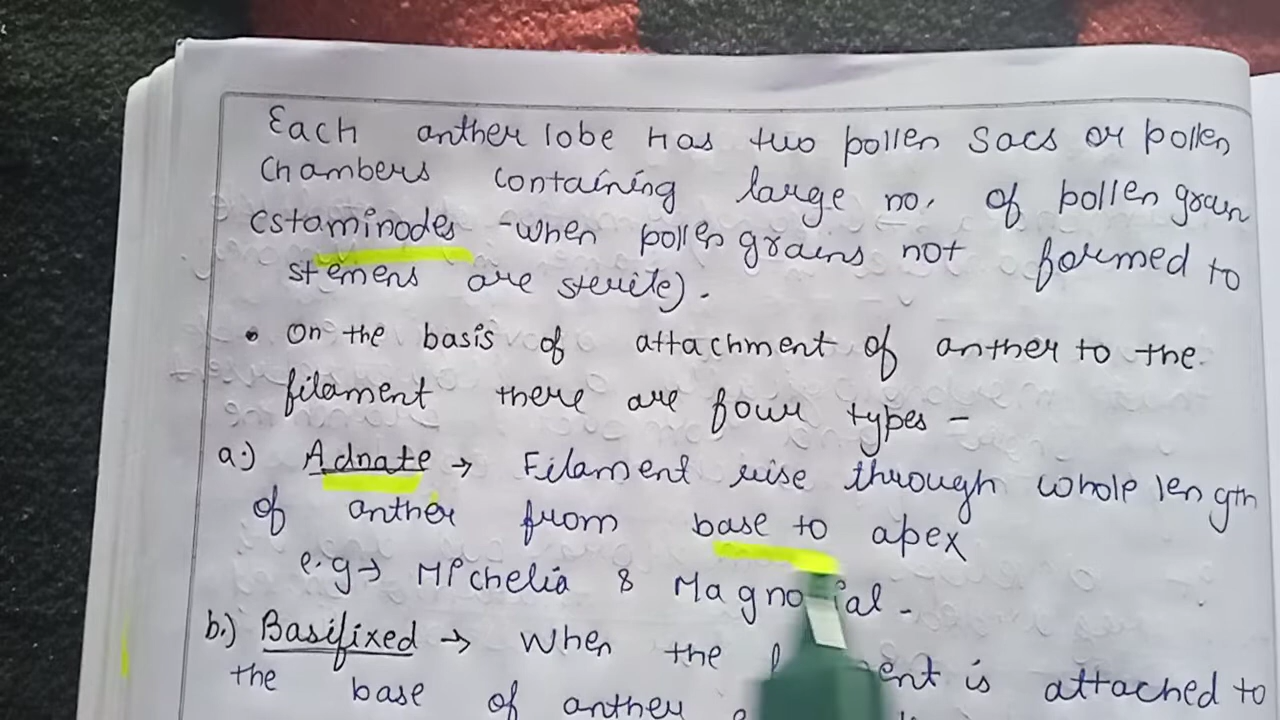 Each anther lobe has two pollen sacs or pollen
chambers containing large no. of pollen grain
(staminodes - when pollen grains not formed to
stemens are sterile).
• on the basis of attachment of anther to the
filament there are four types -
a.) Adnate → Filament rise through whole length
of anther from base to apex
e.g → Michelia &
b.) Basifixed → when the is attached to
the base of anther